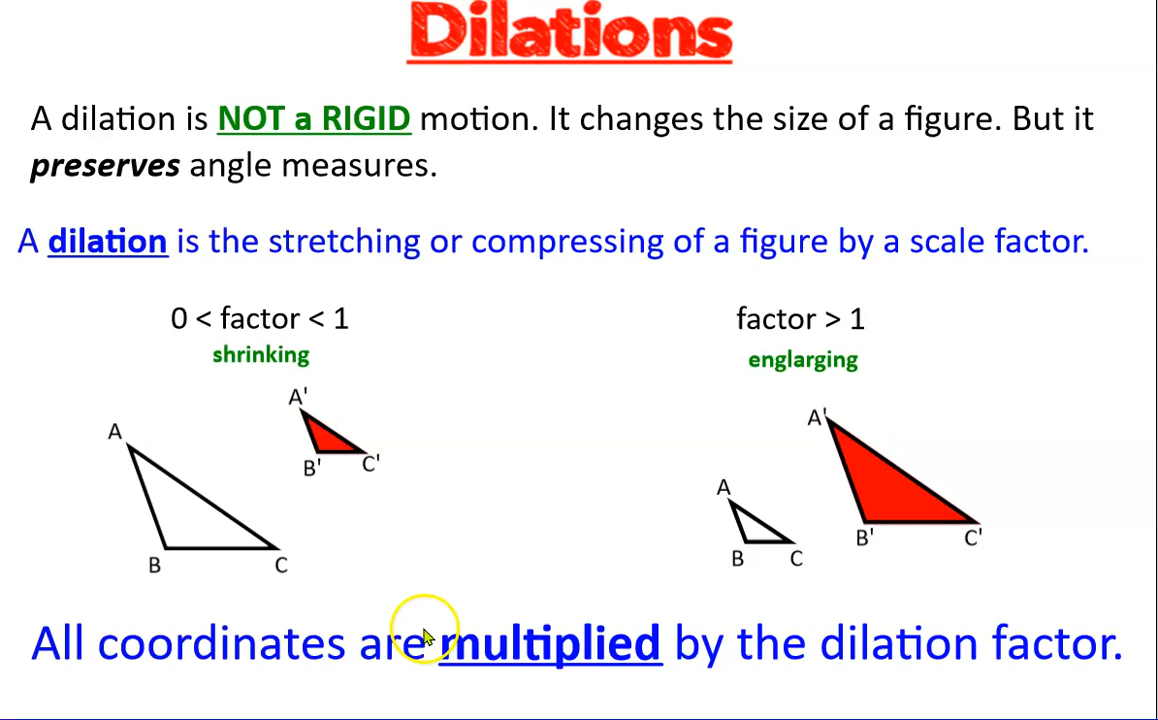 Dilations
A dilation is NOT a RIGID motion. It changes the size of a figure. But it
preserves angle measures.
A dilation is the stretching or compressing of a figure by a scale factor.
0 < factor < 1
shrinking
A'
B'
C'
A
B
C
factor > 1
englarging
A'
B'
C'
A
B
C
All coordinates are multiplied by the dilation factor.